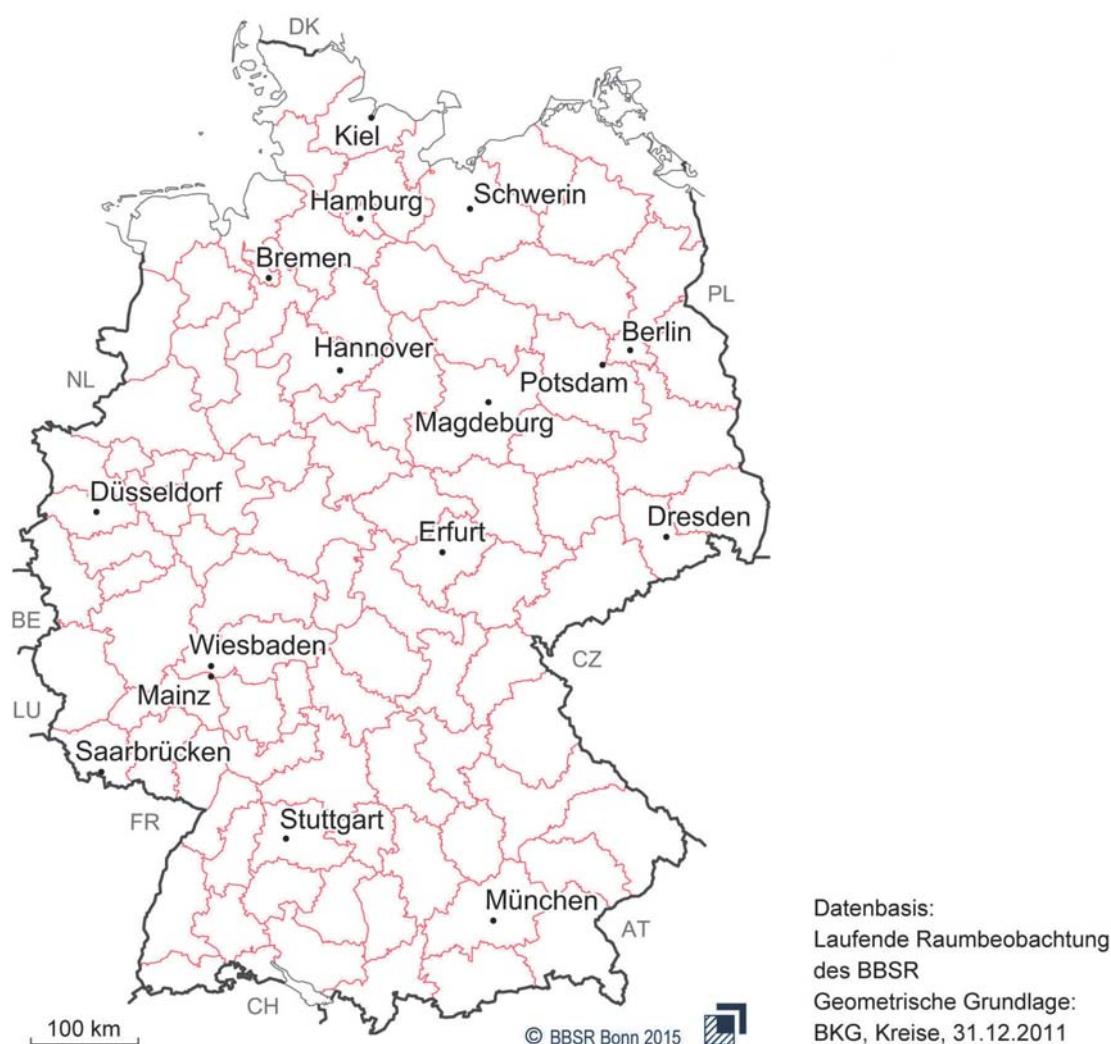 DK
Kiel
Schwerin
Hamburg
Bremen
PL
Berlin
Hannover
NL
Potsdam
Magdeburg
Düsseldorf
Dresden
Erfurt
BE
Wiesbaden
CZ
Mainz
LU
Saarbrücken
FR
Stuttgart
München
AT
CH
100 km
© BBSR Bonn 2015
Datenbasis:
Laufende Raumbeobachtung
des BBSR
Geometrische Grundlage:
BKG, Kreise, 31.12.2011